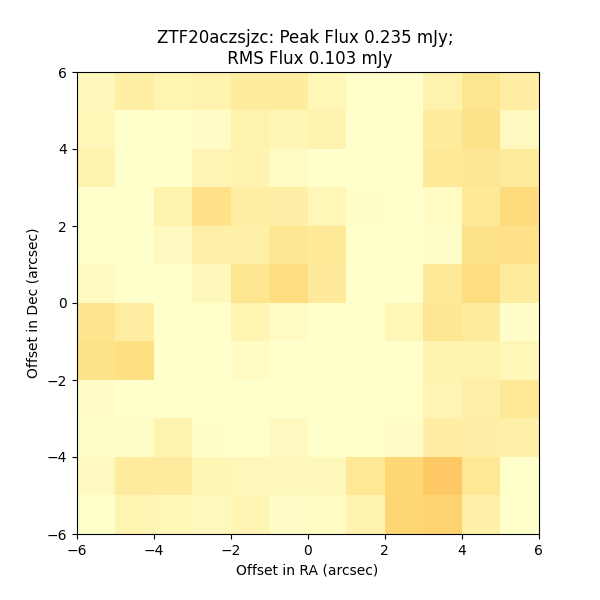 ZTF20aczsjzc: Peak Flux 0.235 mJy;
RMS Flux 0.103 mJy
6
4
2
0
−2
−4
−6
Offset in Dec (arcsec)
−6 −4 −2 0 2 4 6
Offset in RA (arcsec)